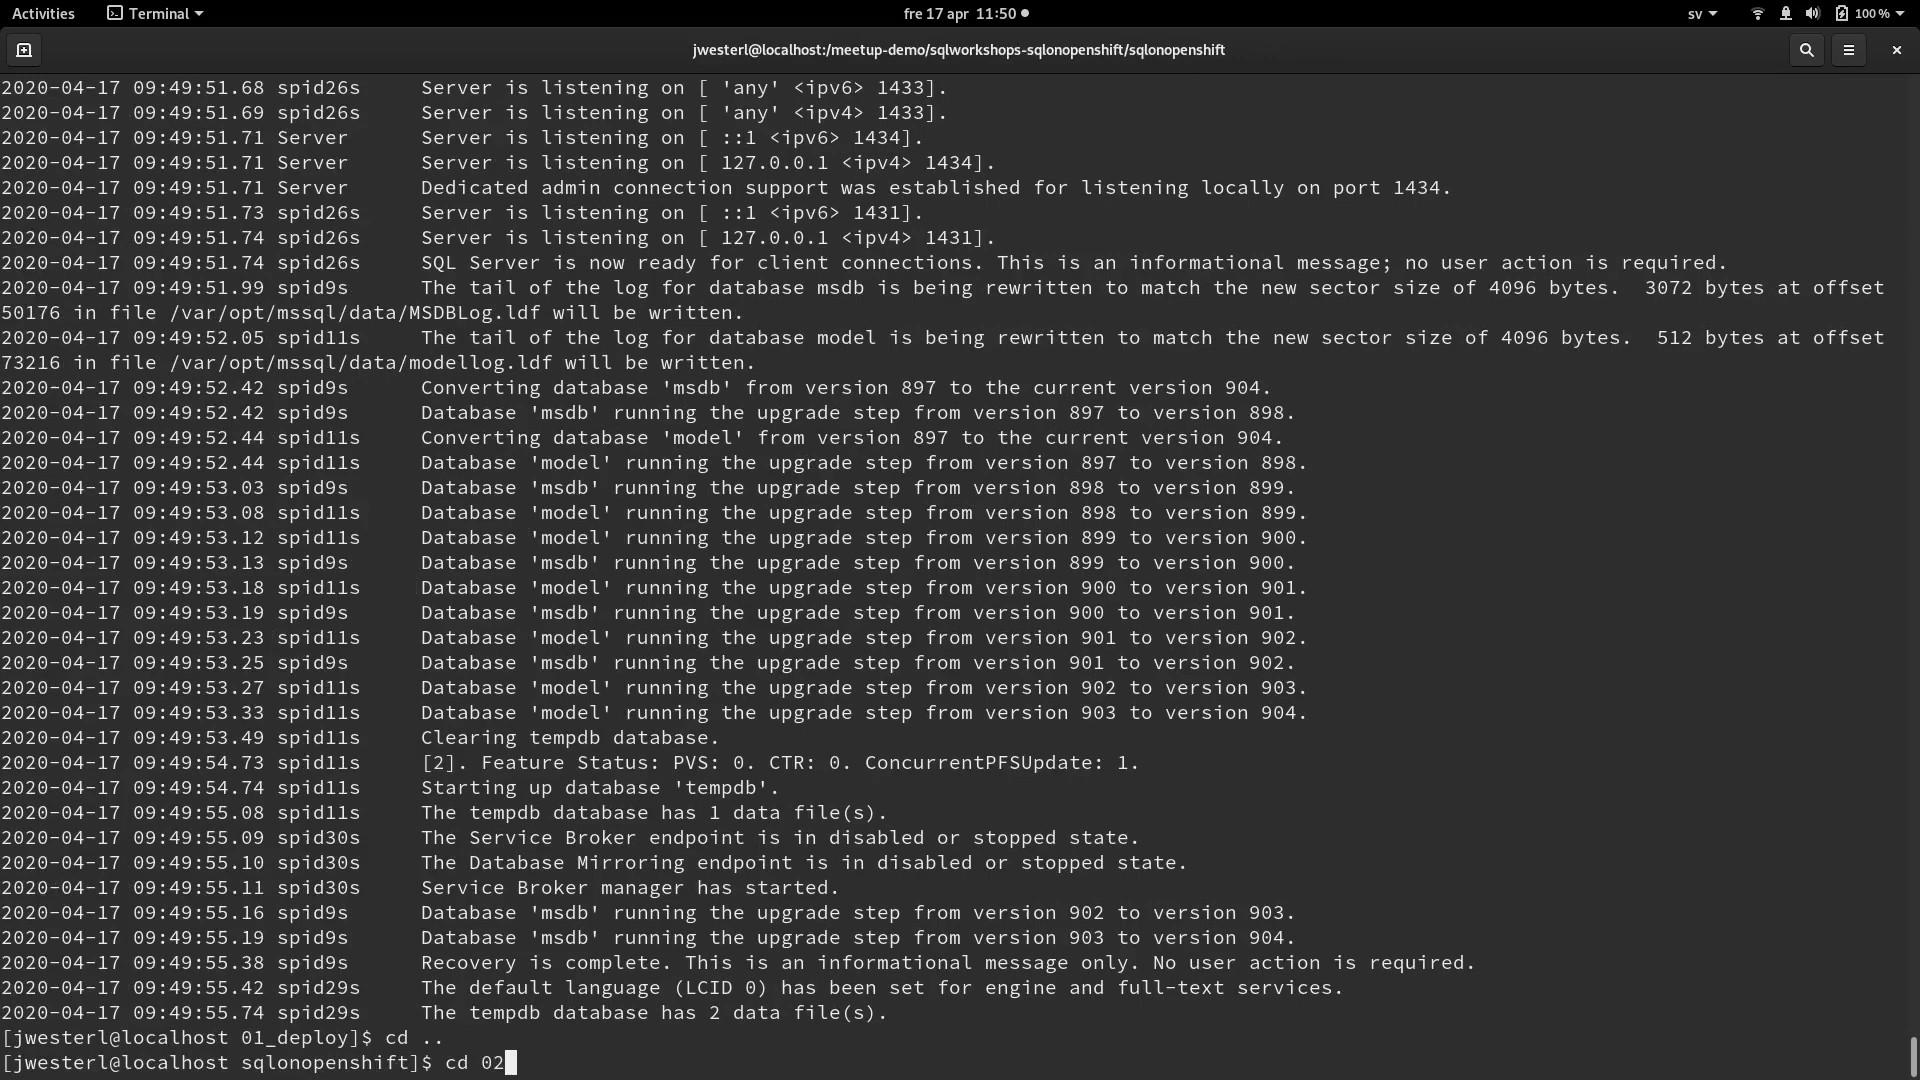 Activities Terminal fre 17 apr 11:50 sv 100 %
jwesterl@localhost:/meetup-demo/sqlworkshops-sqlonopenshift/sqlonopenshift
2020-04-17 09:49:51.68 spid26s     Server is listening on [ 'any' <ipv6> 1433].
2020-04-17 09:49:51.69 spid26s     Server is listening on [ 'any' <ipv4> 1433].
2020-04-17 09:49:51.71 Server      Server is listening on [ ::1 <ipv6> 1434].
2020-04-17 09:49:51.71 Server      Server is listening on [ 127.0.0.1 <ipv4> 1434].
2020-04-17 09:49:51.71 Server      Dedicated admin connection support was established for listening locally on port 1434.
2020-04-17 09:49:51.73 spid26s     Server is listening on [ ::1 <ipv6> 1431].
2020-04-17 09:49:51.74 spid26s     Server is listening on [ 127.0.0.1 <ipv4> 1431].
2020-04-17 09:49:51.74 spid26s     SQL Server is now ready for client connections. This is an informational message; no user action is required.
2020-04-17 09:49:51.99 spid9s      The tail of the log for database msdb is being rewritten to match the new sector size of 4096 bytes.  3072 bytes at offset
50176 in file /var/opt/mssql/data/MSDBLog.ldf will be written.
2020-04-17 09:49:52.05 spid11s     The tail of the log for database model is being rewritten to match the new sector size of 4096 bytes.  512 bytes at offset
73216 in file /var/opt/mssql/data/modellog.ldf will be written.
2020-04-17 09:49:52.42 spid9s      Converting database 'msdb' from version 897 to the current version 904.
2020-04-17 09:49:52.42 spid9s      Database 'msdb' running the upgrade step from version 897 to version 898.
2020-04-17 09:49:52.44 spid11s     Converting database 'model' from version 897 to the current version 904.
2020-04-17 09:49:52.44 spid11s     Database 'model' running the upgrade step from version 897 to version 898.
2020-04-17 09:49:53.03 spid9s      Database 'msdb' running the upgrade step from version 898 to version 899.
2020-04-17 09:49:53.08 spid11s     Database 'model' running the upgrade step from version 898 to version 899.
2020-04-17 09:49:53.12 spid11s     Database 'model' running the upgrade step from version 899 to version 900.
2020-04-17 09:49:53.13 spid9s      Database 'msdb' running the upgrade step from version 899 to version 900.
2020-04-17 09:49:53.18 spid11s     Database 'model' running the upgrade step from version 900 to version 901.
2020-04-17 09:49:53.19 spid9s      Database 'msdb' running the upgrade step from version 900 to version 901.
2020-04-17 09:49:53.23 spid11s     Database 'model' running the upgrade step from version 901 to version 902.
2020-04-17 09:49:53.25 spid9s      Database 'msdb' running the upgrade step from version 901 to version 902.
2020-04-17 09:49:53.27 spid11s     Database 'model' running the upgrade step from version 902 to version 903.
2020-04-17 09:49:53.33 spid11s     Database 'model' running the upgrade step from version 903 to version 904.
2020-04-17 09:49:53.49 spid11s     Clearing tempdb database.
2020-04-17 09:49:54.73 spid11s     [2]. Feature Status: PVS: 0. CTR: 0. ConcurrentPFSUpdate: 1.
2020-04-17 09:49:54.74 spid11s     Starting up database 'tempdb'.
2020-04-17 09:49:55.08 spid11s     The tempdb database has 1 data file(s).
2020-04-17 09:49:55.09 spid30s     The Service Broker endpoint is in disabled or stopped state.
2020-04-17 09:49:55.10 spid30s     The Database Mirroring endpoint is in disabled or stopped state.
2020-04-17 09:49:55.11 spid30s     Service Broker manager has started.
2020-04-17 09:49:55.16 spid9s      Database 'msdb' running the upgrade step from version 902 to version 903.
2020-04-17 09:49:55.19 spid9s      Database 'msdb' running the upgrade step from version 903 to version 904.
2020-04-17 09:49:55.38 spid9s      Recovery is complete. This is an informational message only. No user action is required.
2020-04-17 09:49:55.42 spid29s     The default language (LCID 0) has been set for engine and full-text services.
2020-04-17 09:49:55.74 spid29s     The tempdb database has 2 data file(s).
[jwesterl@localhost 01_deploy]$ cd ..
[jwesterl@localhost sqlonopenshift]$ cd 02